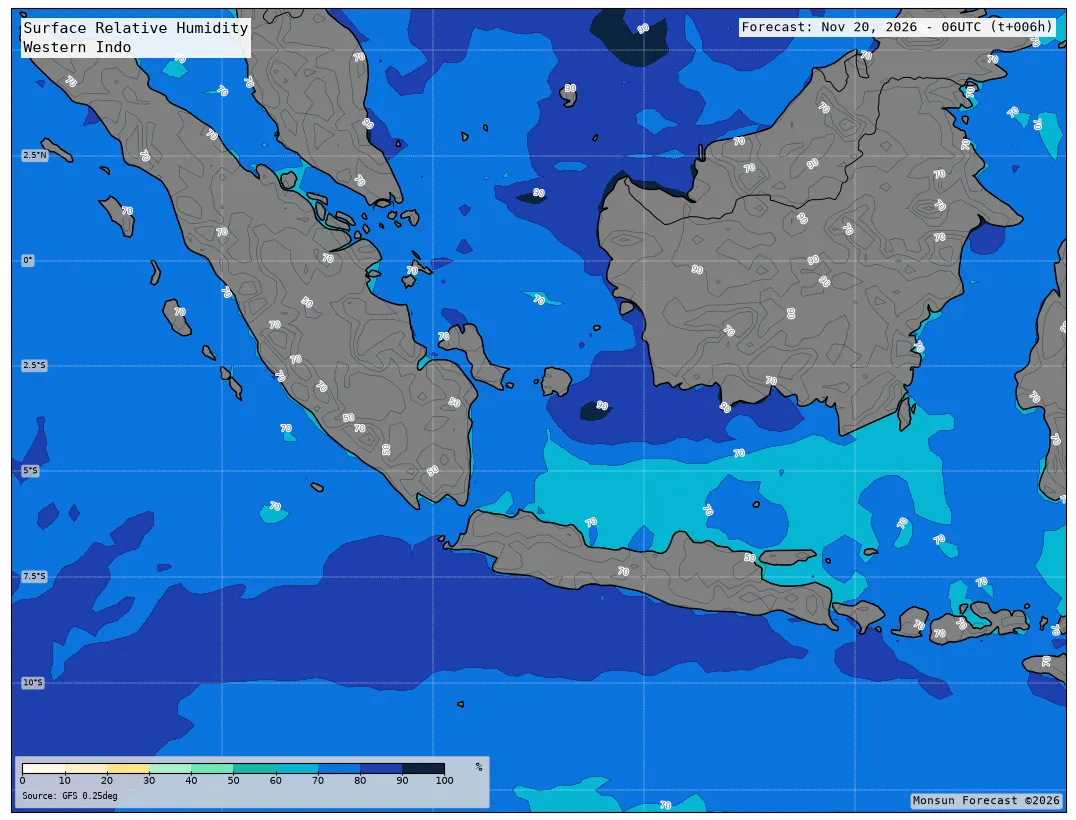 Surface Relative Humidity
Western Indo
Forecast: Nov 20, 2026 - 06UTC (t+006h)
2.5°N
0°
2.5°S
5°S
7.5°S
10°S
0 10 20 30 40 50 60 70 80 90 100
%
Source: GFS 0.25deg
Monsun Forecast ©2026